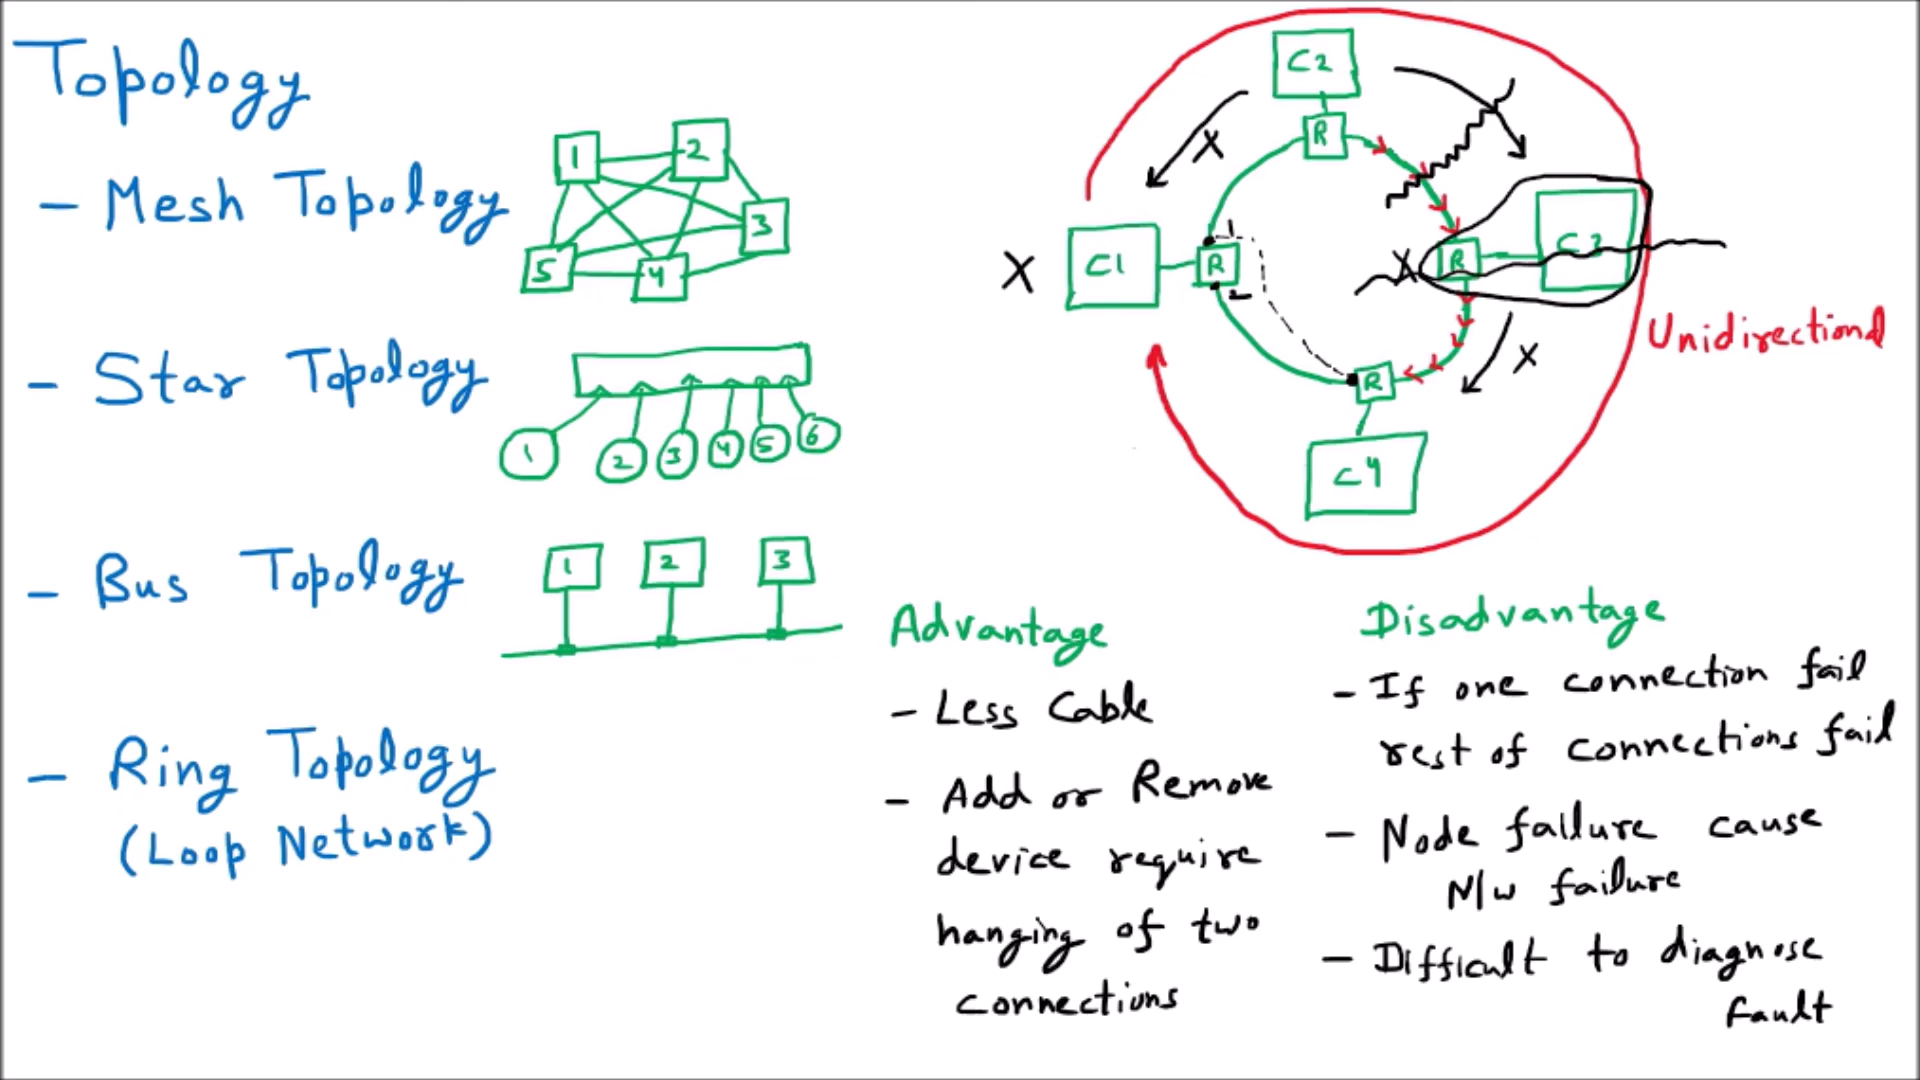 Topology
- Mesh Topology
1
2
3
4
5
- Star Topology
1
2
3
4
5
6
- Bus Topology
1
2
3
- Ring Topology
(Loop Network)
C2
R
X
X
C1
R
1
2
X
R
C3
Unidirectional
X
R
C4
Advantage
- Less Cable
- Add or Remove
device require
hanging of two
connections
Disadvantage
- If one connection fail
rest of connections fail
- Node failure cause
N/w failure
- Difficult to diagnose
fault